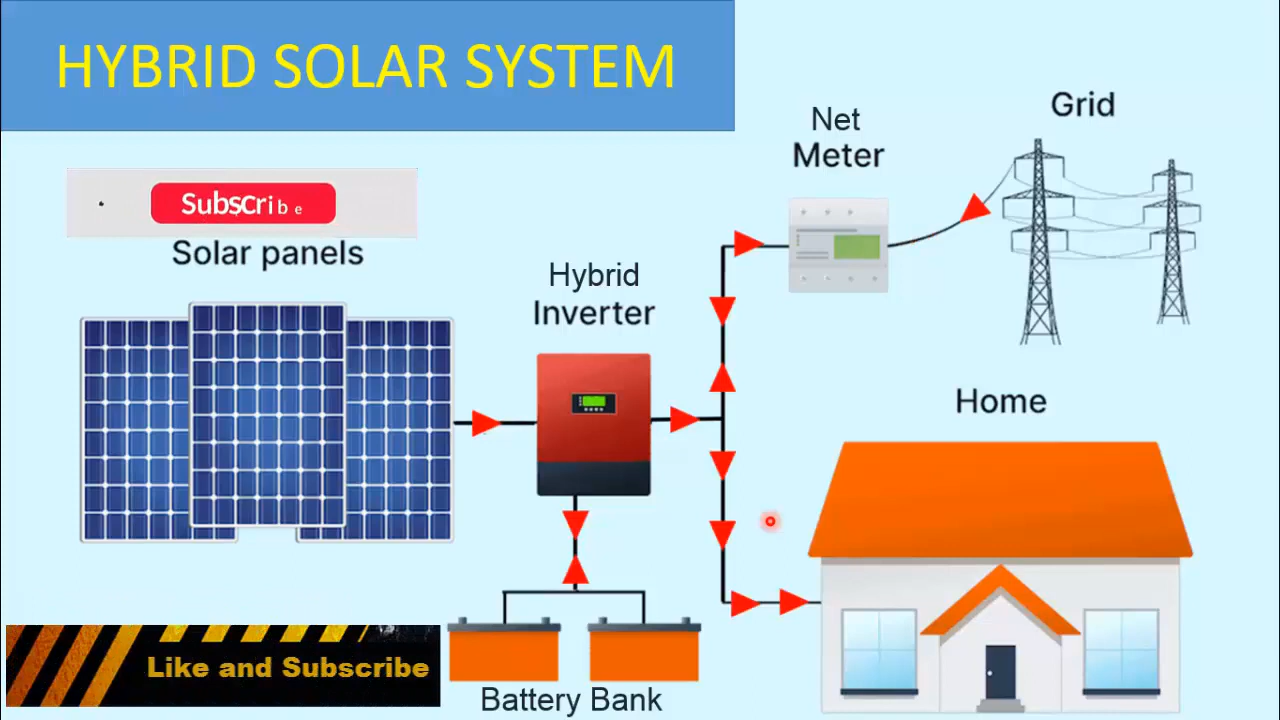 HYBRID SOLAR SYSTEM
Subscribe
Solar panels
Hybrid
Inverter
Net
Meter
Grid
Home
Like and Subscribe
Battery Bank